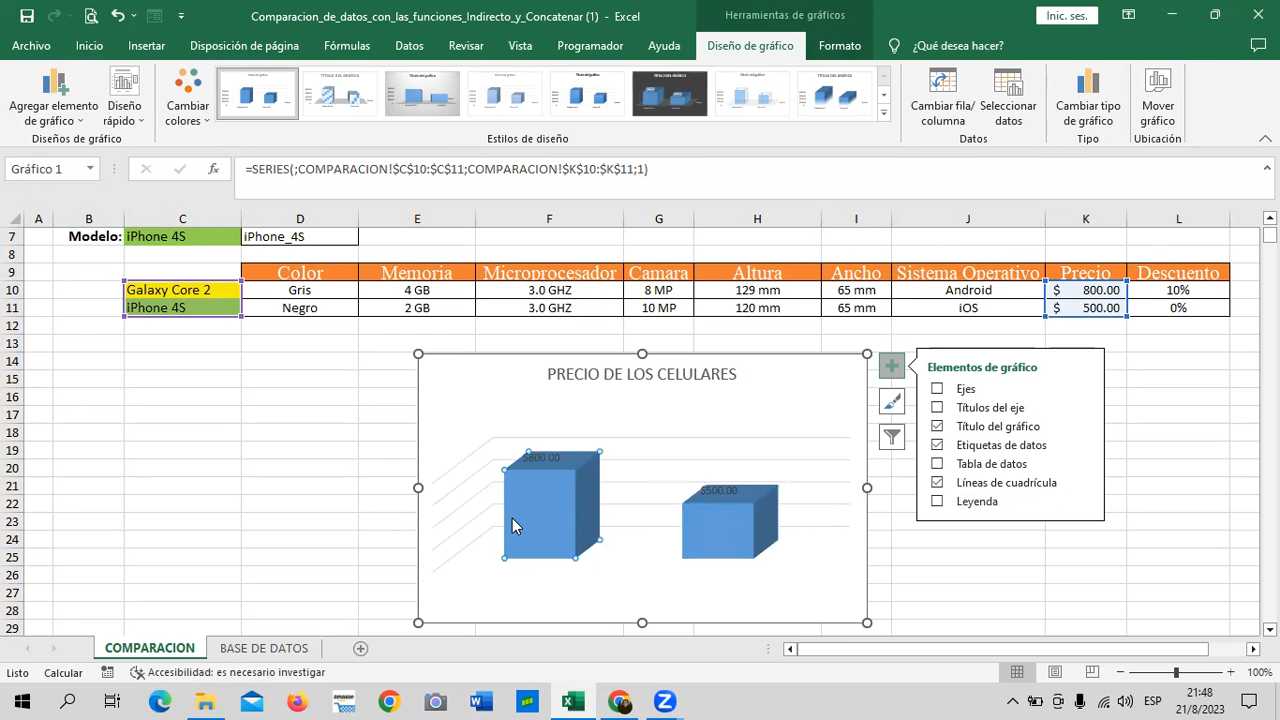 Comparacion_de_datos_con_las_funciones_Indirecto_y_Concatenar (1) - Excel
Herramientas de gráficos
Inic. ses.
Archivo Inicio Insertar Disposición de página Fórmulas Datos Revisar Vista Programador Ayuda Diseño de gráfico Formato ¿Qué desea hacer?
Agregar elemento de gráfico
Diseño rápido
Cambiar colores
Cambiar fila/columna
Seleccionar datos
Cambiar tipo de gráfico
Mover gráfico
Diseños de gráfico Estilos de diseño Datos Tipo Ubicación
Gráfico 1 fx =SERIES(;COMPARACION!$C$10:$C$11;COMPARACION!$K$10:$K$11;1)
A B C D E F G H I J K L
7 Modelo: iPhone 4S iPhone_4S
8
9 Color Memoria Microprocesador Camara Altura Ancho Sistema Operativo Precio Descuento
10 Galaxy Core 2 Gris 4 GB 3.0 GHZ 8 MP 129 mm 65 mm Android $ 800.00 10%
11 iPhone 4S Negro 2 GB 3.0 GHZ 10 MP 120 mm 65 mm iOS $ 500.00 0%
12
13
14
15
16
17
18
19
20
21
22
23
24
25
26
27
28
29
PRECIO DE LOS CELULARES
$800.00
$500.00
Elementos de gráfico
Ejes
Títulos del eje
Título del gráfico
Etiquetas de datos
Tabla de datos
Líneas de cuadrícula
Leyenda
COMPARACION BASE DE DATOS
Listo Calcular Accesibilidad: es necesario investigar 100%
amazon
ESP
21:48
21/8/2023